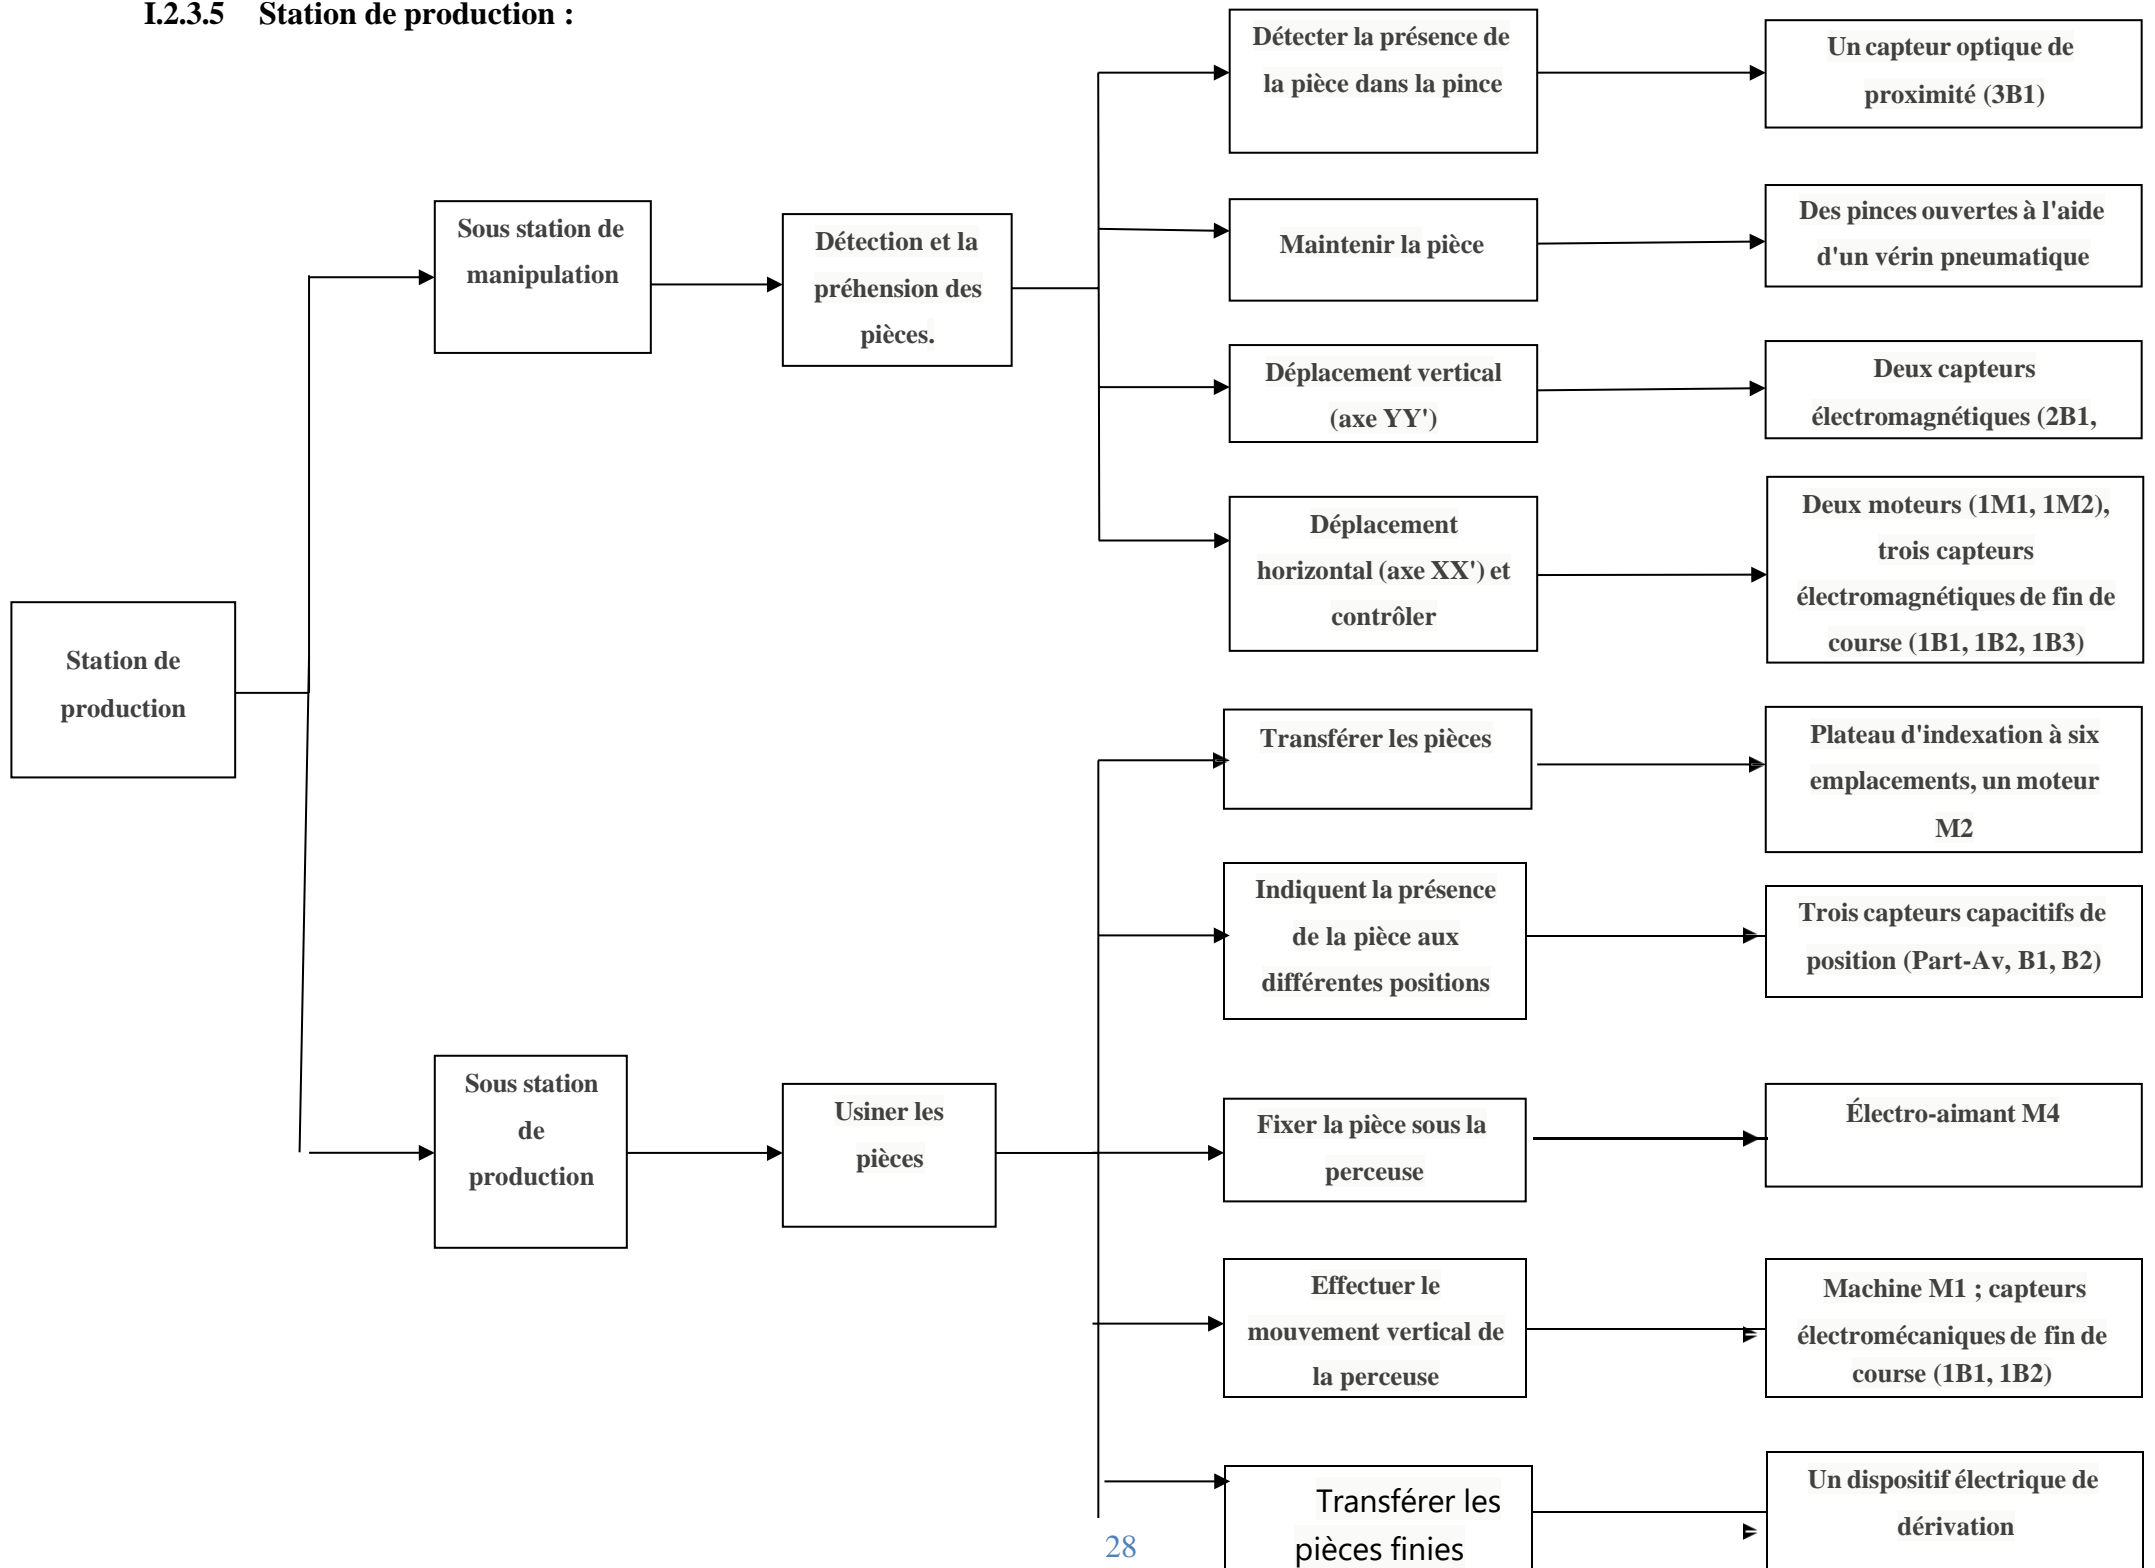 I.2.3.5 Station de production :
Détecter la présence de
la pièce dans la pince
Un capteur optique de
proximité (3B1)
Sous station de
manipulation
Détection et la
préhension des
pièces.
Maintenir la pièce
Des pinces ouvertes à l'aide
d'un vérin pneumatique
Déplacement vertical
(axe YY')
Deux capteurs
électromagnétiques (2B1,
Déplacement
horizontal (axe XX') et
contrôler
Deux moteurs (1M1, 1M2),
trois capteurs
électromagnétiques de fin de
course (1B1, 1B2, 1B3)
Station de
production
Transférer les pièces
Plateau d'indexation à six
emplacements, un moteur
M2
Indiquent la présence
de la pièce aux
différentes positions
Trois capteurs capacitifs de
position (Part-Av, B1, B2)
Sous station
de
production
Usiner les
pièces
Fixer la pièce sous la
perceuse
Électro-aimant M4
Effectuer le
mouvement vertical de
la perceuse
Machine M1 ; capteurs
électromécaniques de fin de
course (1B1, 1B2)
Transférer les
pièces finies
Un dispositif électrique de
dérivation
28